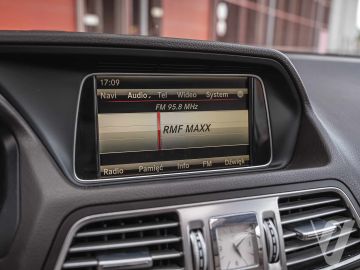 17:09
Navi Audio Tel Wideo System
FM 95.8 MHz
RMF MAXX
Radio Pamięć Info FM Dźwięk